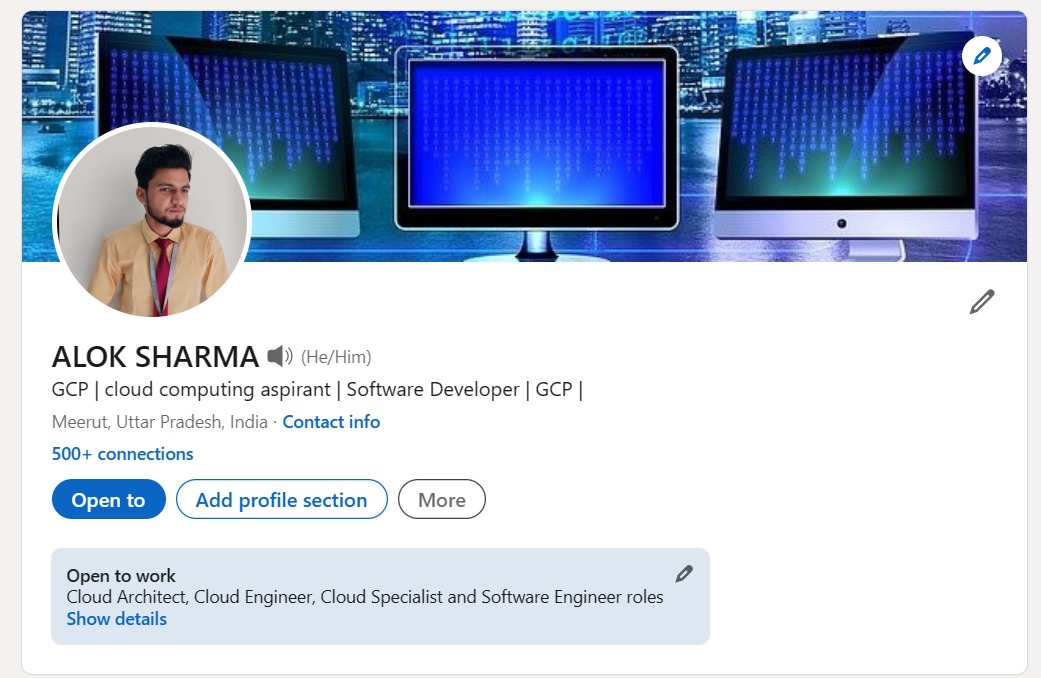 ALOK SHARMA (He/Him)
GCP | cloud computing aspirant | Software Developer | GCP |
Meerut, Uttar Pradesh, India · Contact info
500+ connections
Open to Add profile section More
Open to work
Cloud Architect, Cloud Engineer, Cloud Specialist and Software Engineer roles
Show details